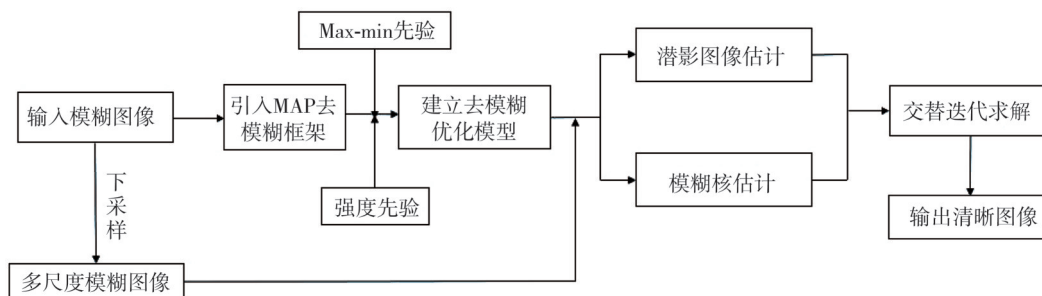 Max-min先验
输入模糊图像
引入MAP去
模糊框架
建立去模糊
优化模型
强度先验
下
采
样
多尺度模糊图像
潜影图像估计
模糊核估计
交替迭代求解
输出清晰图像